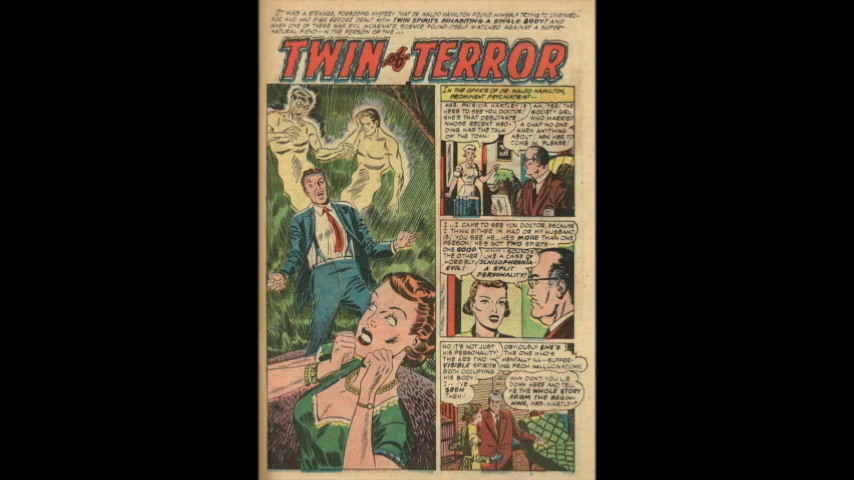 IT WAS A STRANGE, FOREBODING MYSTERY THAT DR. WALDO HAMILTON FOUND HIMSELF TRYING TO UNRAVEL--
FOR HAD HAD EVER BEFORE DEALT WITH TWIN SPIRITS INHABITING A SINGLE BODY? AND
WHEN ONE OF THESE WAS EVIL INCARNATE, SCIENCE FOUND ITSELF MATCHED AGAINST A SUPER-
NATURAL FIEND--IN THE PERSON OF THE...
TWIN of TERROR
IN THE OFFICE OF DR. WALDO HAMILTON,
PROMINENT PSYCHIATRIST--
MRS. PATRICIA HARTLEY IS
HERE TO SEE YOU, DOCTOR!
SHE'S THAT DEBUTANTE
WHOSE RECENT WED-
DING WAS THE TALK
OF THE TOWN!
AH, YES! THE
SOCIETY GIRL
WHO MARRIED
A CHAP NO ONE
KNEW ANYTHING
ABOUT! ASK HER TO
COME IN, PLEASE!
I...I CAME TO SEE YOU DOCTOR, BECAUSE
I THINK EITHER I'M MAD OR MY HUSBAND
IS! YOU SEE, HE...HE'S MORE THAN ONE
PERSON! HE'S GOT TWO SPIRITS--
ONE GOOD,
THE OTHER
HORRIBLY
EVIL!
HMM--SOUNDS
LIKE A CASE OF
SCHIZOPHRENIA--
A SPLIT
PERSONALITY!
NO, IT'S NOT JUST
HIS PERSONALITY!
THE ARE TWO
VISIBLE SPIRITS
BOTH OCCUPYING
HIS BODY!
I...I'VE
SEEN
THEM!
OBVIOUSLY SHE'S
THE ONE WHO'S
MENTALLY ILL--SUFFER-
ING FROM HALLUCINATIONS!
WHY DON'T YOU LIE
DOWN HERE AND TELL
ME THE WHOLE STORY
FROM THE BEGIN-
NING, MRS. HARTLEY?